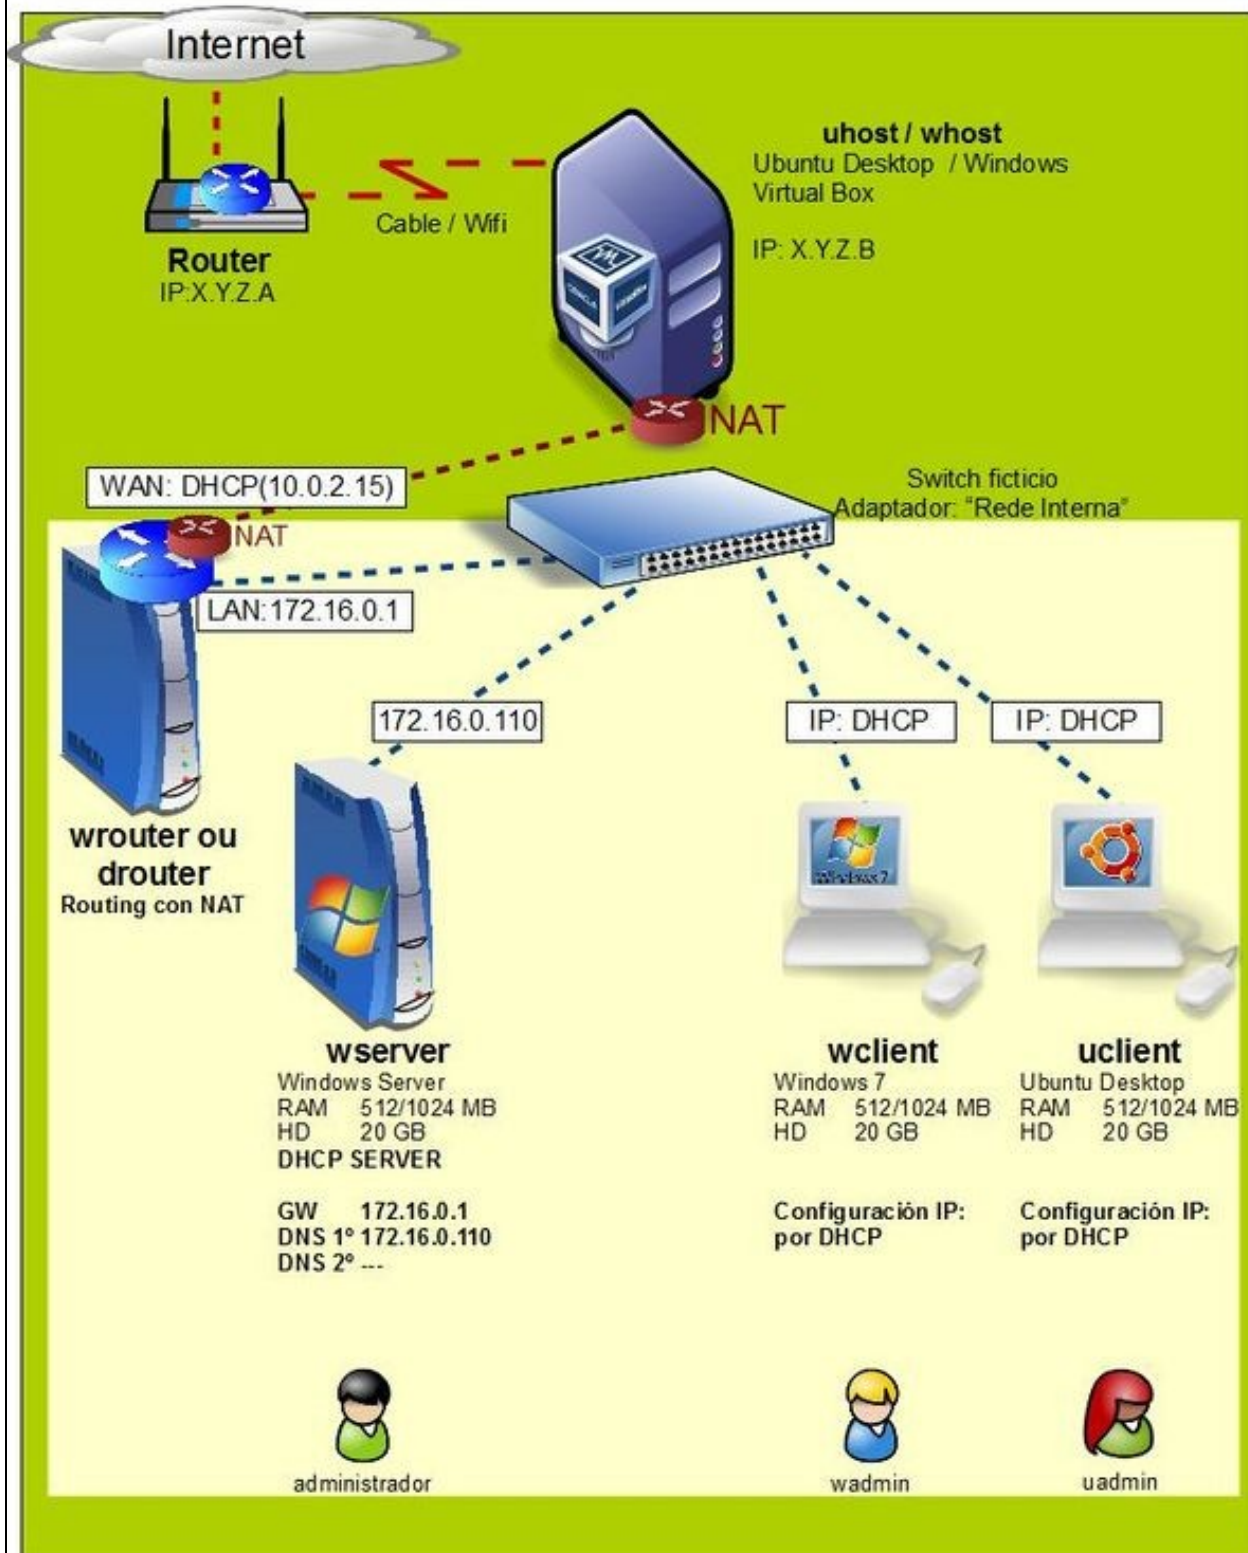 Internet
uhost / whost
Ubuntu Desktop / Windows
Virtual Box
IP: X.Y.Z.B
Cable / Wifi
Router
IP:X.Y.Z.A
NAT
WAN: DHCP(10.0.2.15)
Switch ficticio
Adaptador: “Rede Interna”
NAT
LAN:172.16.0.1
172.16.0.110
IP: DHCP
IP: DHCP
wrouter ou
drouter
Routing con NAT
Windows 7
wserver
Windows Server
RAM 512/1024 MB
HD 20 GB
DHCP SERVER
GW 172.16.0.1
DNS 1º 172.16.0.110
DNS 2º ---
wclient
Windows 7
RAM 512/1024 MB
HD 20 GB
Configuración IP:
por DHCP
uclient
Ubuntu Desktop
RAM 512/1024 MB
HD 20 GB
Configuración IP:
por DHCP
administrador
wadmin
uadmin